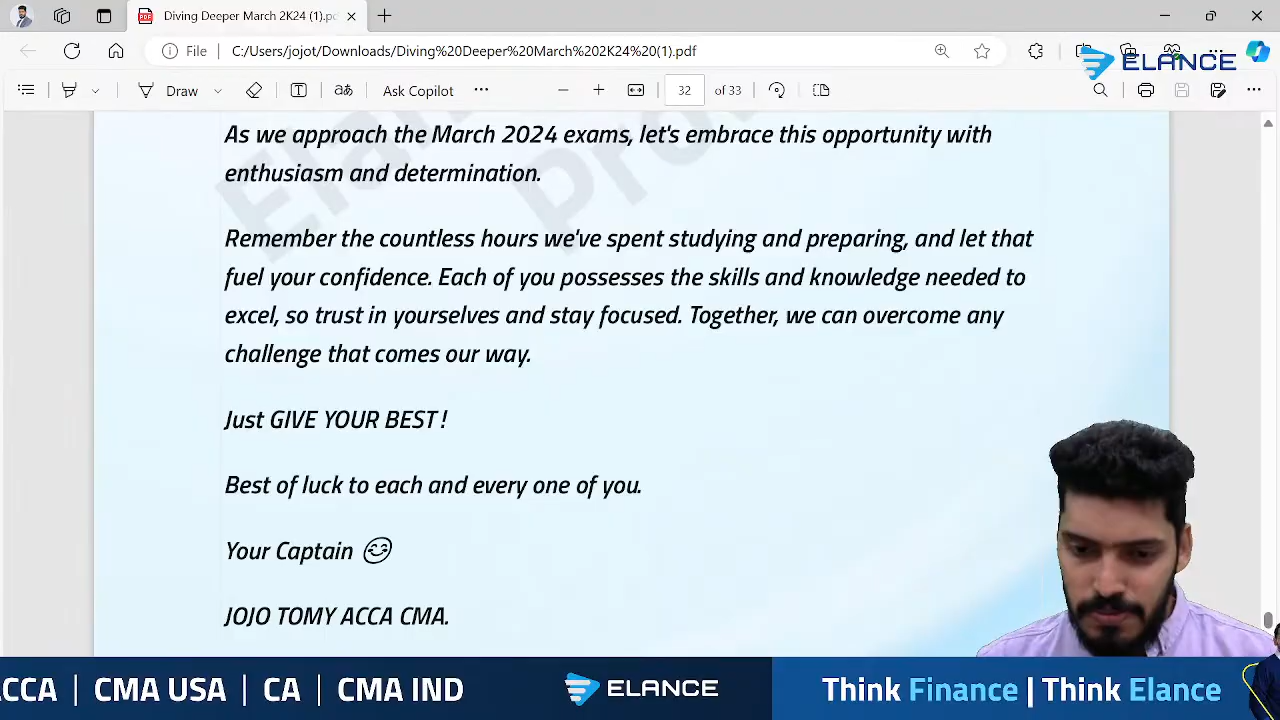 Diving Deeper March 2K24 (1).pd
File
C:/Users/jojot/Downloads/Diving%20Deeper%20March%202K24%20(1).pdf
ELANCE
Draw
Ask Copilot
32
of 33
As we approach the March 2024 exams, let's embrace this opportunity with
enthusiasm and determination.
Remember the countless hours we've spent studying and preparing, and let that
fuel your confidence. Each of you possesses the skills and knowledge needed to
excel, so trust in yourselves and stay focused. Together, we can overcome any
challenge that comes our way.
Just GIVE YOUR BEST !
Best of luck to each and every one of you.
Your Captain 😊
JOJO TOMY ACCA CMA.
ACCA | CMA USA | CA | CMA IND
ELANCE
Think Finance | Think Elance